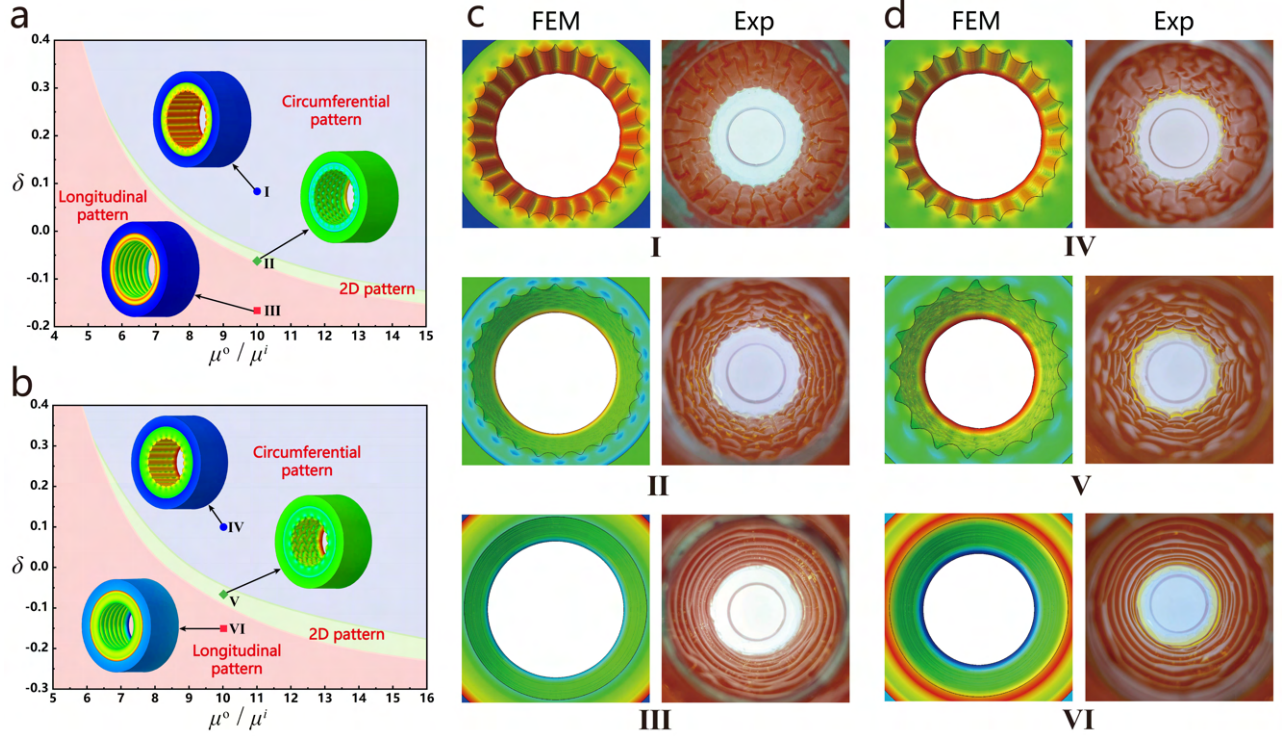 a
0.4
0.3
0.2
0.1
0.0
-0.1
-0.2
δ
4 5 6 7 8 9 10 11 12 13 14 15
μᵒ / μⁱ
Circumferential
pattern
Longitudinal
pattern
2D pattern
I
II
III
b
0.4
0.3
0.2
0.1
0.0
-0.1
-0.2
-0.3
δ
5 6 7 8 9 10 11 12 13 14 15 16
μᵒ / μⁱ
Circumferential
pattern
2D pattern
Longitudinal
pattern
IV
V
VI
c
FEM Exp
I
II
III
d
FEM Exp
IV
V
VI